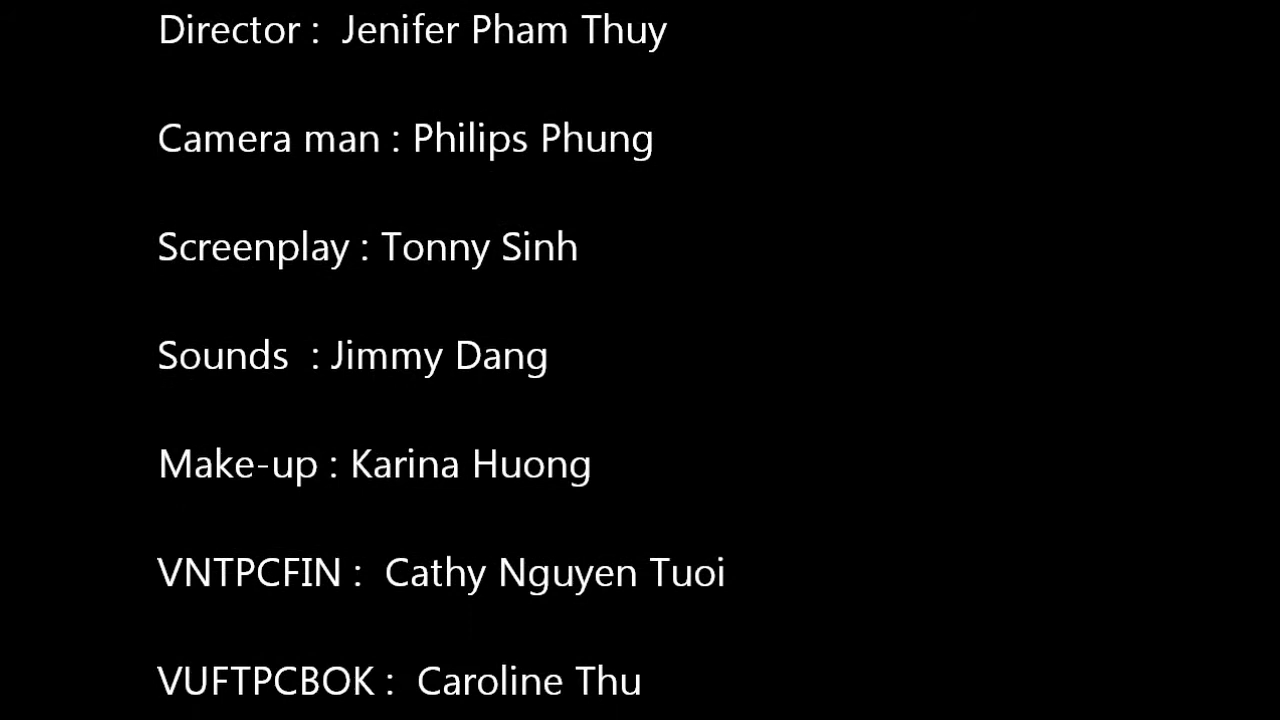 Director :  Jenifer Pham Thuy
Camera man : Philips Phung
Screenplay : Tonny Sinh
Sounds  : Jimmy Dang
Make-up : Karina Huong
VNTPCFIN :  Cathy Nguyen Tuoi
VUFTPCBOK :  Caroline Thu